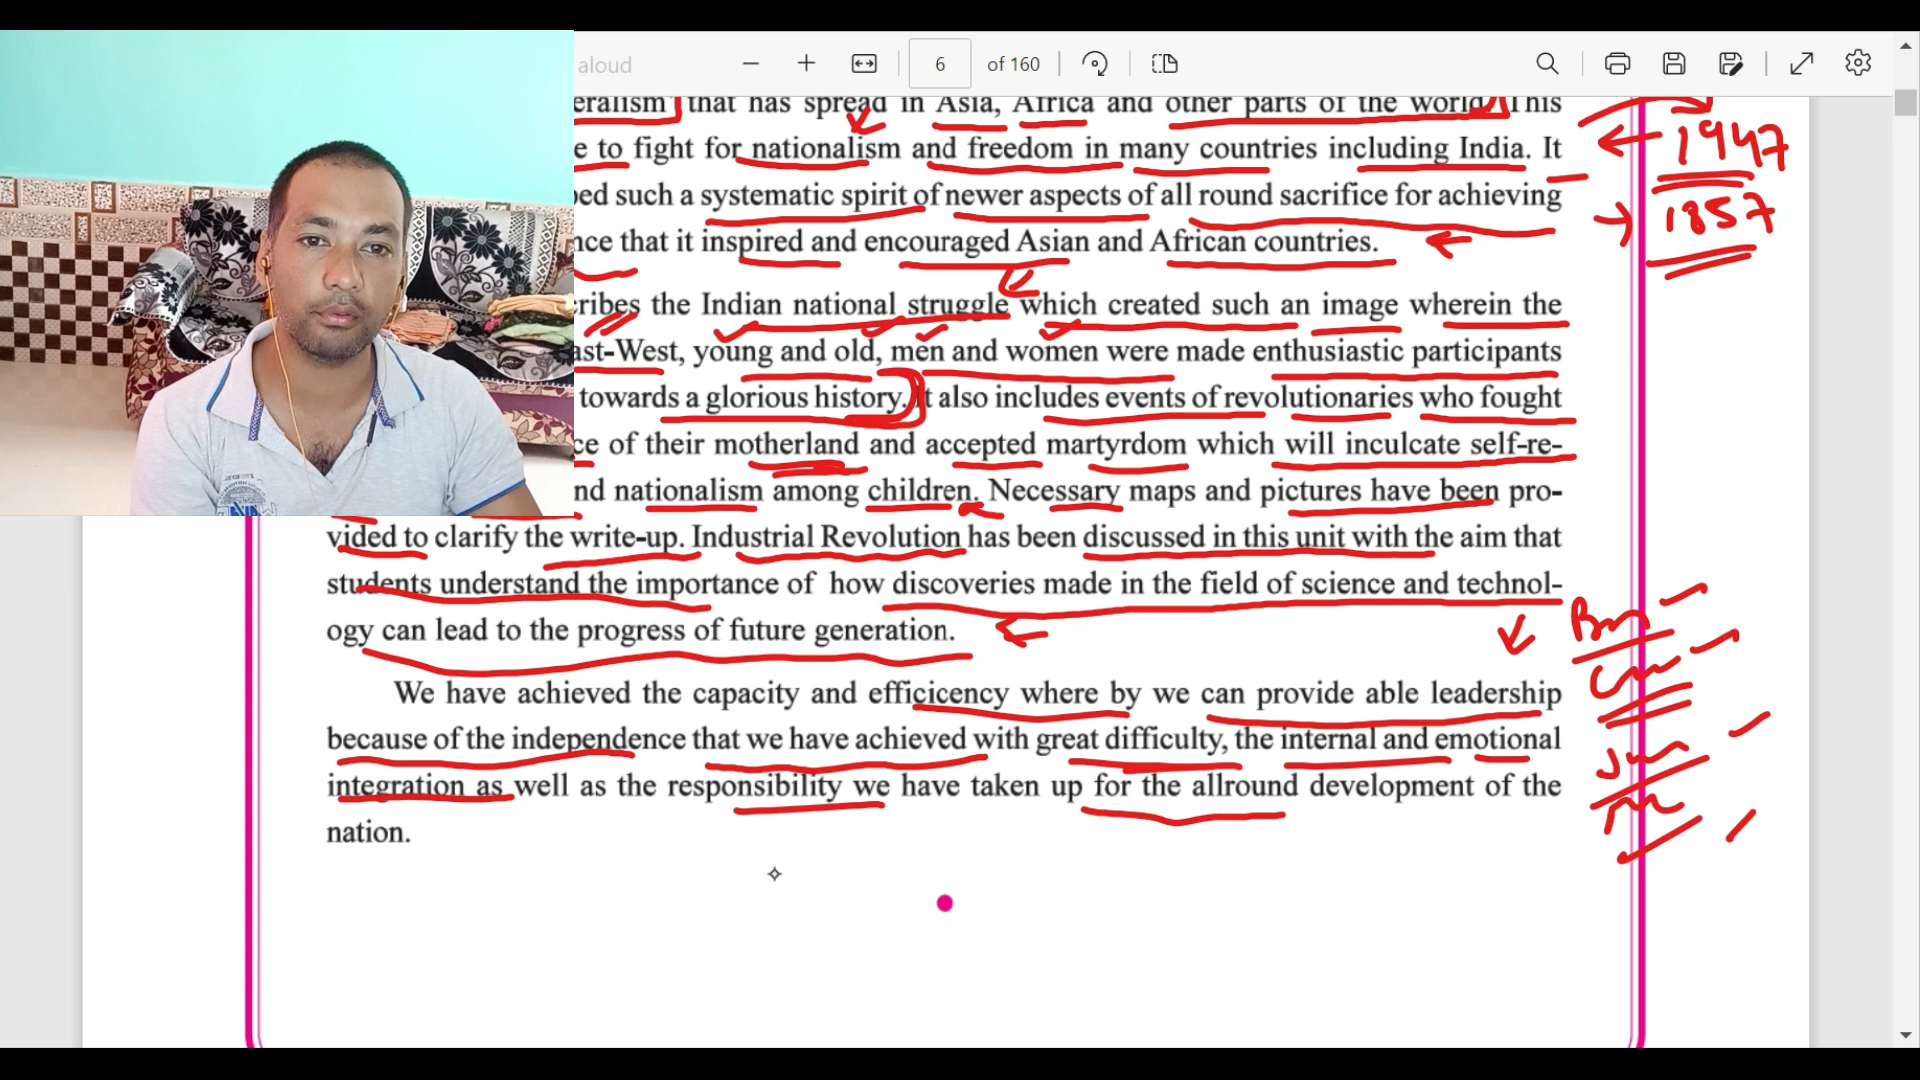 aloud
6
of 160
eralism that has spread in Asia, Africa and other parts of the world. This
e to fight for nationalism and freedom in many countries including India. It
ed such a systematic spirit of newer aspects of all round sacrifice for achieving
nce that it inspired and encouraged Asian and African countries.
1947
1857
ribes the Indian national struggle which created such an image wherein the
ast-West, young and old, men and women were made enthusiastic participants
towards a glorious history. It also includes events of revolutionaries who fought
ce of their motherland and accepted martyrdom which will inculcate self-re-
nd nationalism among children. Necessary maps and pictures have been pro-
vided to clarify the write-up. Industrial Revolution has been discussed in this unit with the aim that
students understand the importance of how discoveries made in the field of science and technol-
ogy can lead to the progress of future generation.
We have achieved the capacity and efficicency where by we can provide able leadership
because of the independence that we have achieved with great difficulty, the internal and emotional
integration as well as the responsibility we have taken up for the allround development of the
nation.